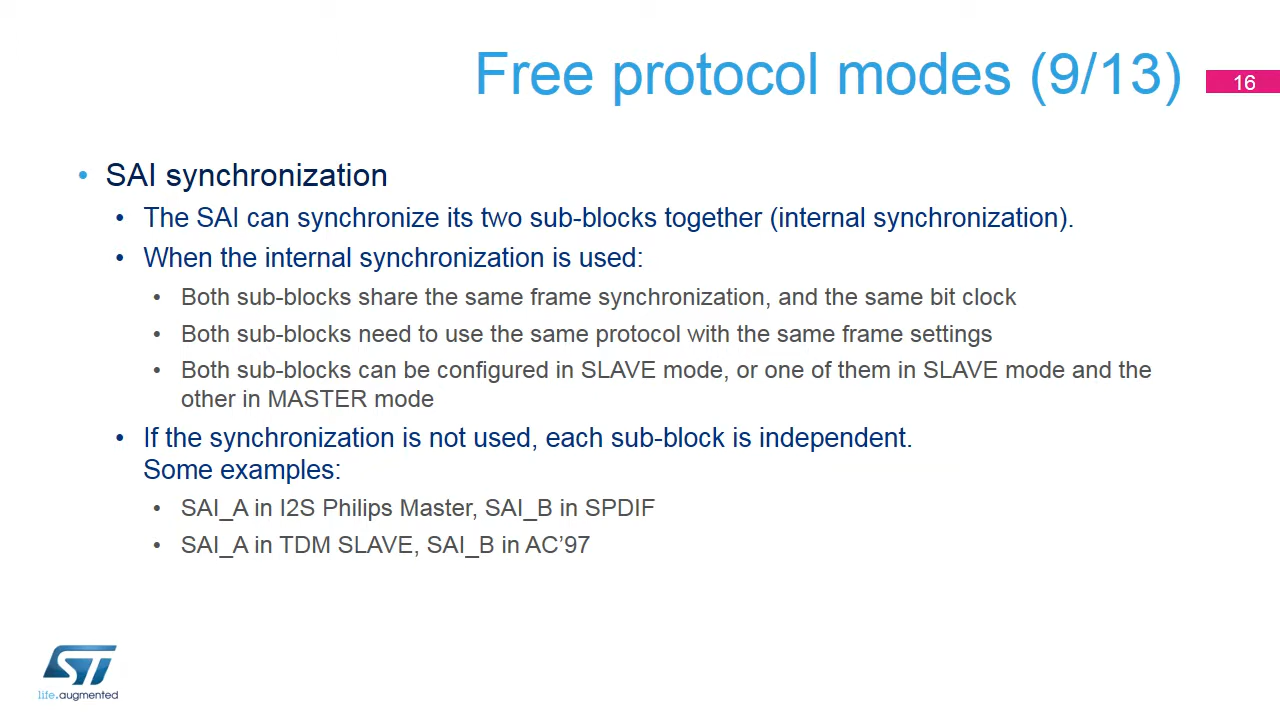 Free protocol modes (9/13)
16
• SAI synchronization
• The SAI can synchronize its two sub-blocks together (internal synchronization).
• When the internal synchronization is used:
• Both sub-blocks share the same frame synchronization, and the same bit clock
• Both sub-blocks need to use the same protocol with the same frame settings
• Both sub-blocks can be configured in SLAVE mode, or one of them in SLAVE mode and the
other in MASTER mode
• If the synchronization is not used, each sub-block is independent.
Some examples:
• SAI_A in I2S Philips Master, SAI_B in SPDIF
• SAI_A in TDM SLAVE, SAI_B in AC’97
ST
life.augmented